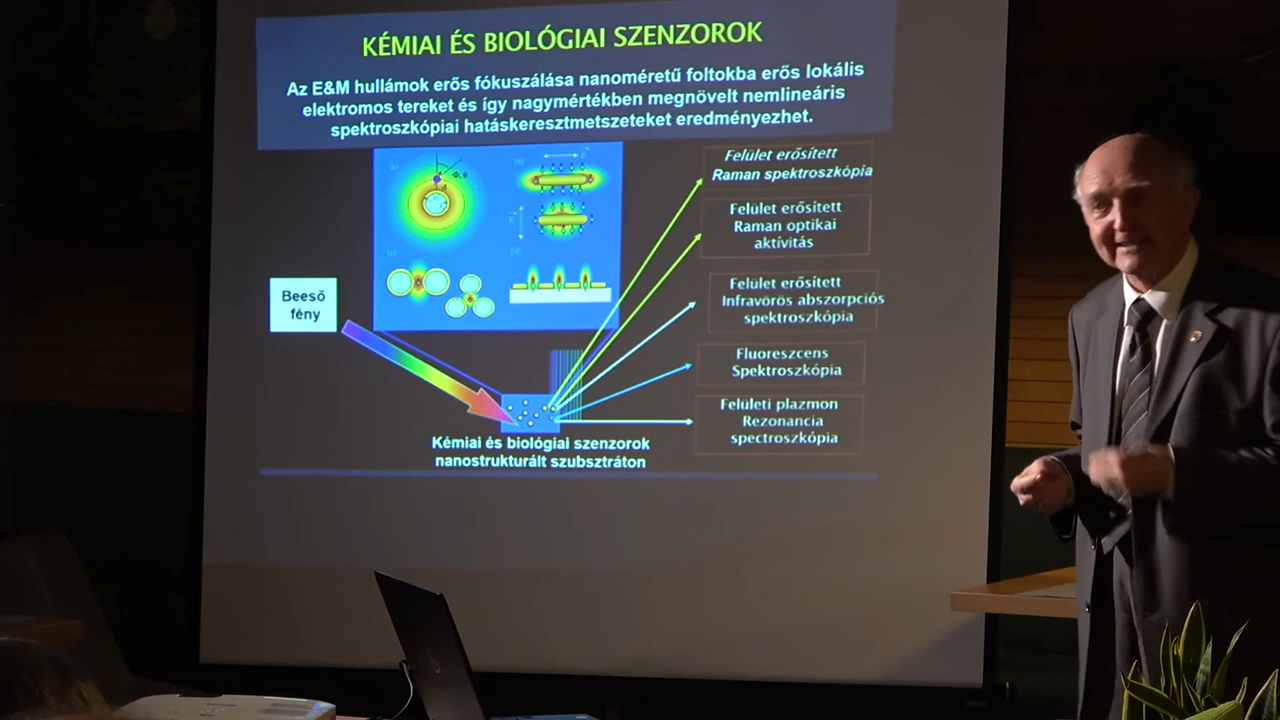 KÉMIAI ÉS BIOLÓGIAI SZENZOROK
Az E&M hullámok erős fókuszálása nanoméretű foltokba erős lokális
elektromos tereket és így nagymértékben megnövelt nemlineáris
spektroszkópiai hatáskeresztmetszeteket eredményezhet.
Beeső
fény
Felület erősített
Raman spektroszkópia
Felület erősített
Raman optikai
aktívitás
Felület erősített
Infravörös abszorpciós
spektroszkópia
Fluoreszcens
Spektroszkópia
Felületi plazmon
Rezonancia
spectroszkópia
Kémiai és biológiai szenzorok
nanostrukturált szubsztráton